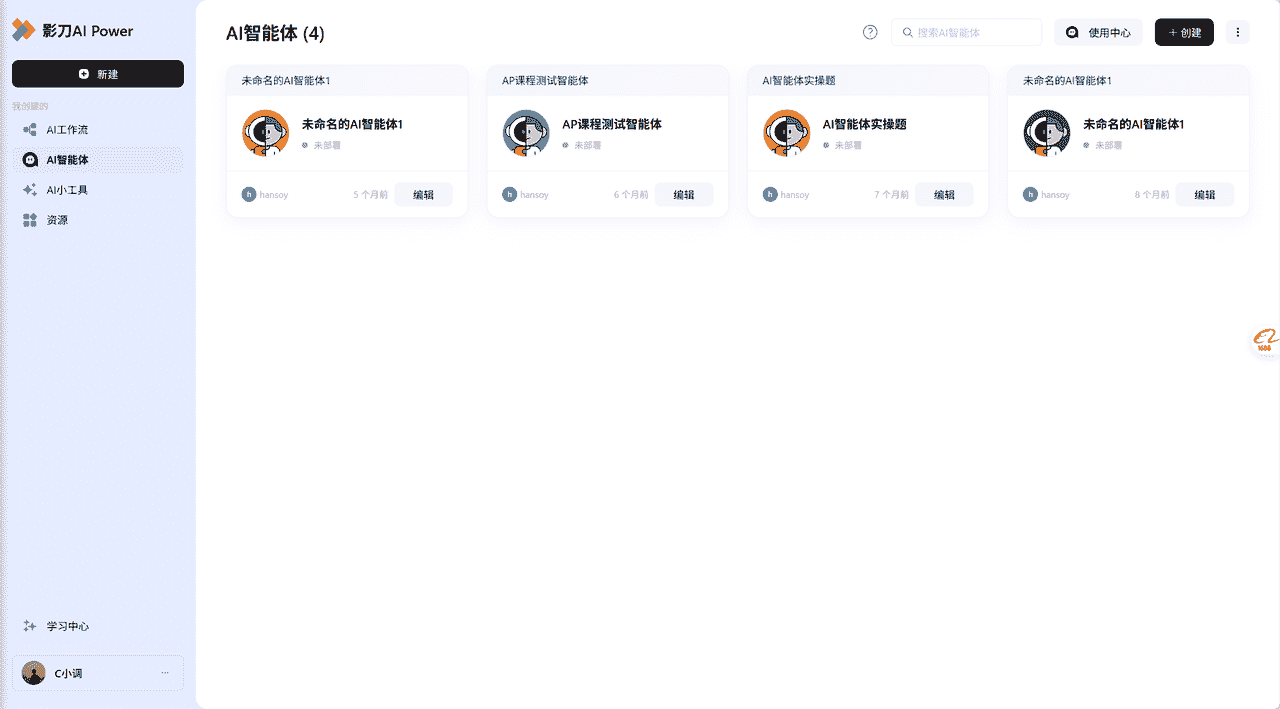 影刀AI Power
新建
我创建的
AI工作流
AI智能体
AI小工具
资源
学习中心
C小调
AI智能体 (4)
搜索AI智能体
使用中心
+ 创建
未命名的AI智能体1
未命名的AI智能体1
未部署
h hansoy
5 个月前
编辑
AP课程测试智能体
AP课程测试智能体
未部署
h hansoy
6 个月前
编辑
AI智能体实操题
AI智能体实操题
未部署
h hansoy
7 个月前
编辑
未命名的AI智能体1
未命名的AI智能体1
未部署
h hansoy
8 个月前
编辑
1688